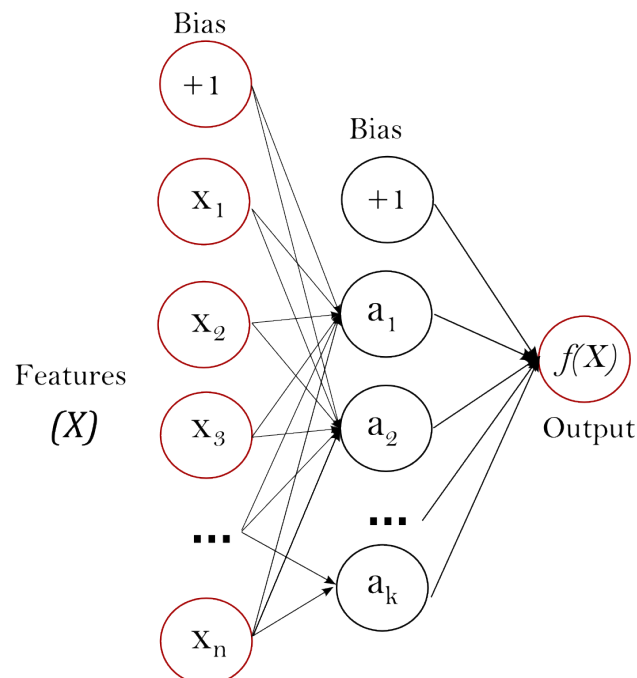 Bias
+1
x1
x2
x3
...
xn
Features
(X)
Bias
+1
a1
a2
...
ak
f(X)
Output